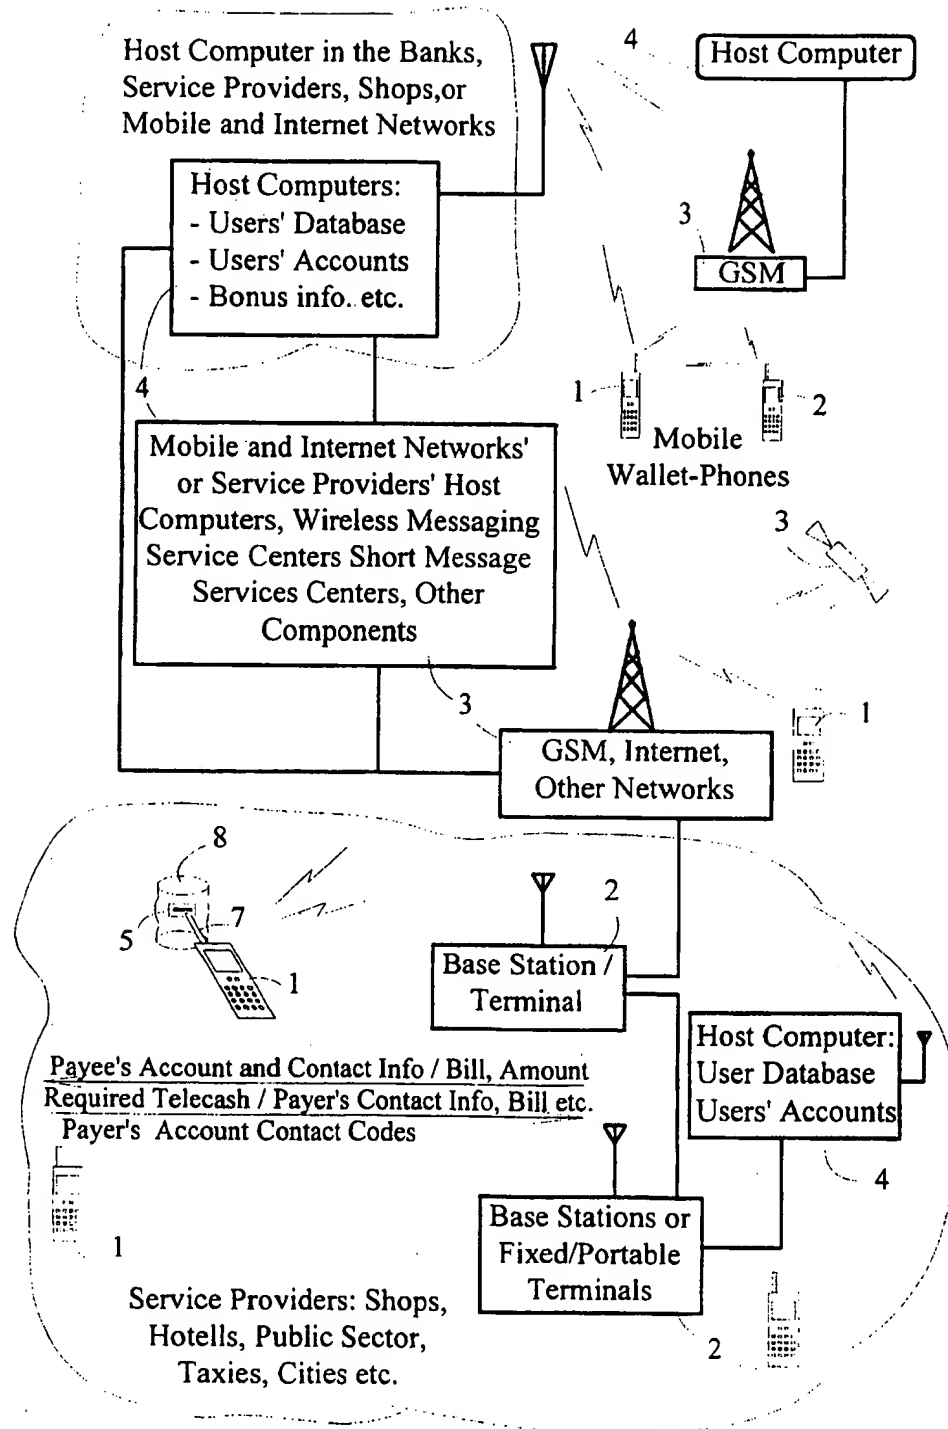 Host Computer in the Banks,
Service Providers, Shops,or
Mobile and Internet Networks
4
Host Computer
Host Computers:
- Users' Database
- Users' Accounts
- Bonus info. etc.
3
GSM
4
1
2
Mobile
Wallet-Phones
Mobile and Internet Networks'
or Service Providers' Host
Computers, Wireless Messaging
Service Centers Short Message
Services Centers, Other
Components
3
3
1
GSM, Internet,
Other Networks
8
5
7
1
2
Base Station /
Terminal
Host Computer:
User Database
Users' Accounts
4
Payee's Account and Contact Info / Bill, Amount
Required Telecash / Payer's Contact Info, Bill etc.
Payer's Account Contact Codes
1
Base Stations or
Fixed/Portable
Terminals
2
Service Providers: Shops,
Hotells, Public Sector,
Taxies, Cities etc.